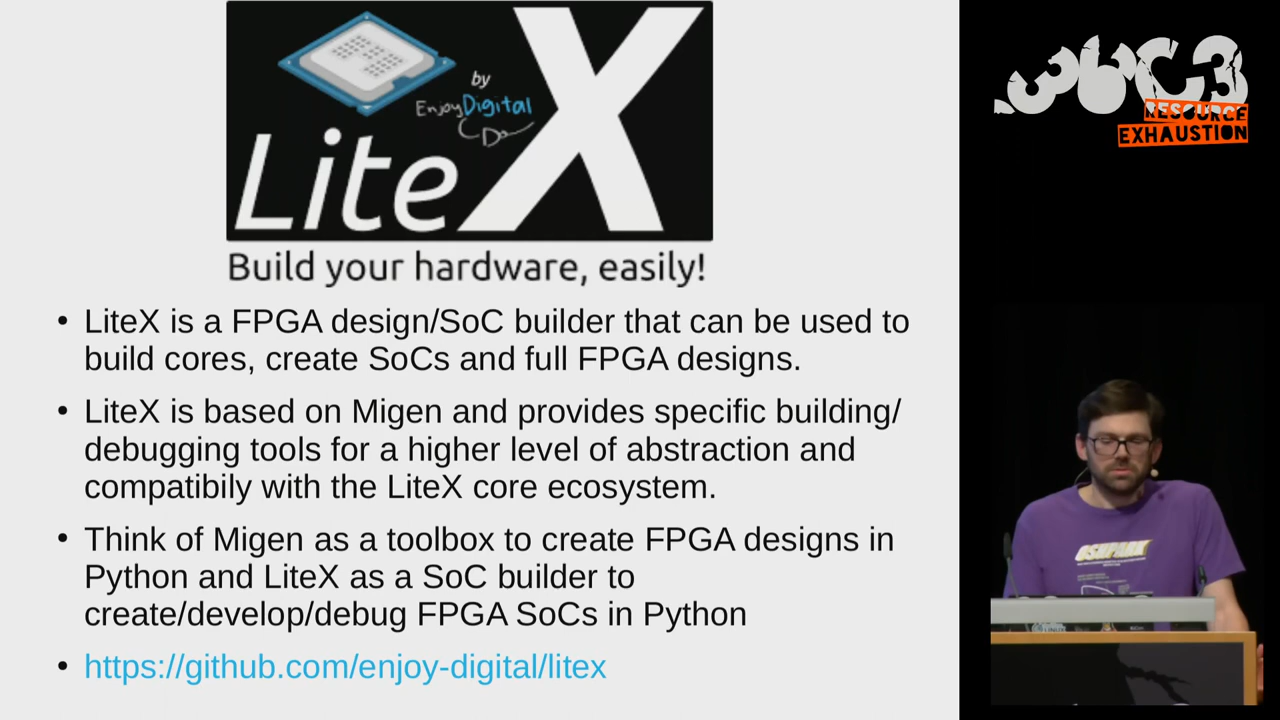 by
EnjoyDigital
LiteX
Build your hardware, easily!
• LiteX is a FPGA design/SoC builder that can be used to
build cores, create SoCs and full FPGA designs.
• LiteX is based on Migen and provides specific building/
debugging tools for a higher level of abstraction and
compatibily with the LiteX core ecosystem.
• Think of Migen as a toolbox to create FPGA designs in
Python and LiteX as a SoC builder to
create/develop/debug FPGA SoCs in Python
• https://github.com/enjoy-digital/litex
36C3
RESOURCE
EXHAUSTION
OSHPARK